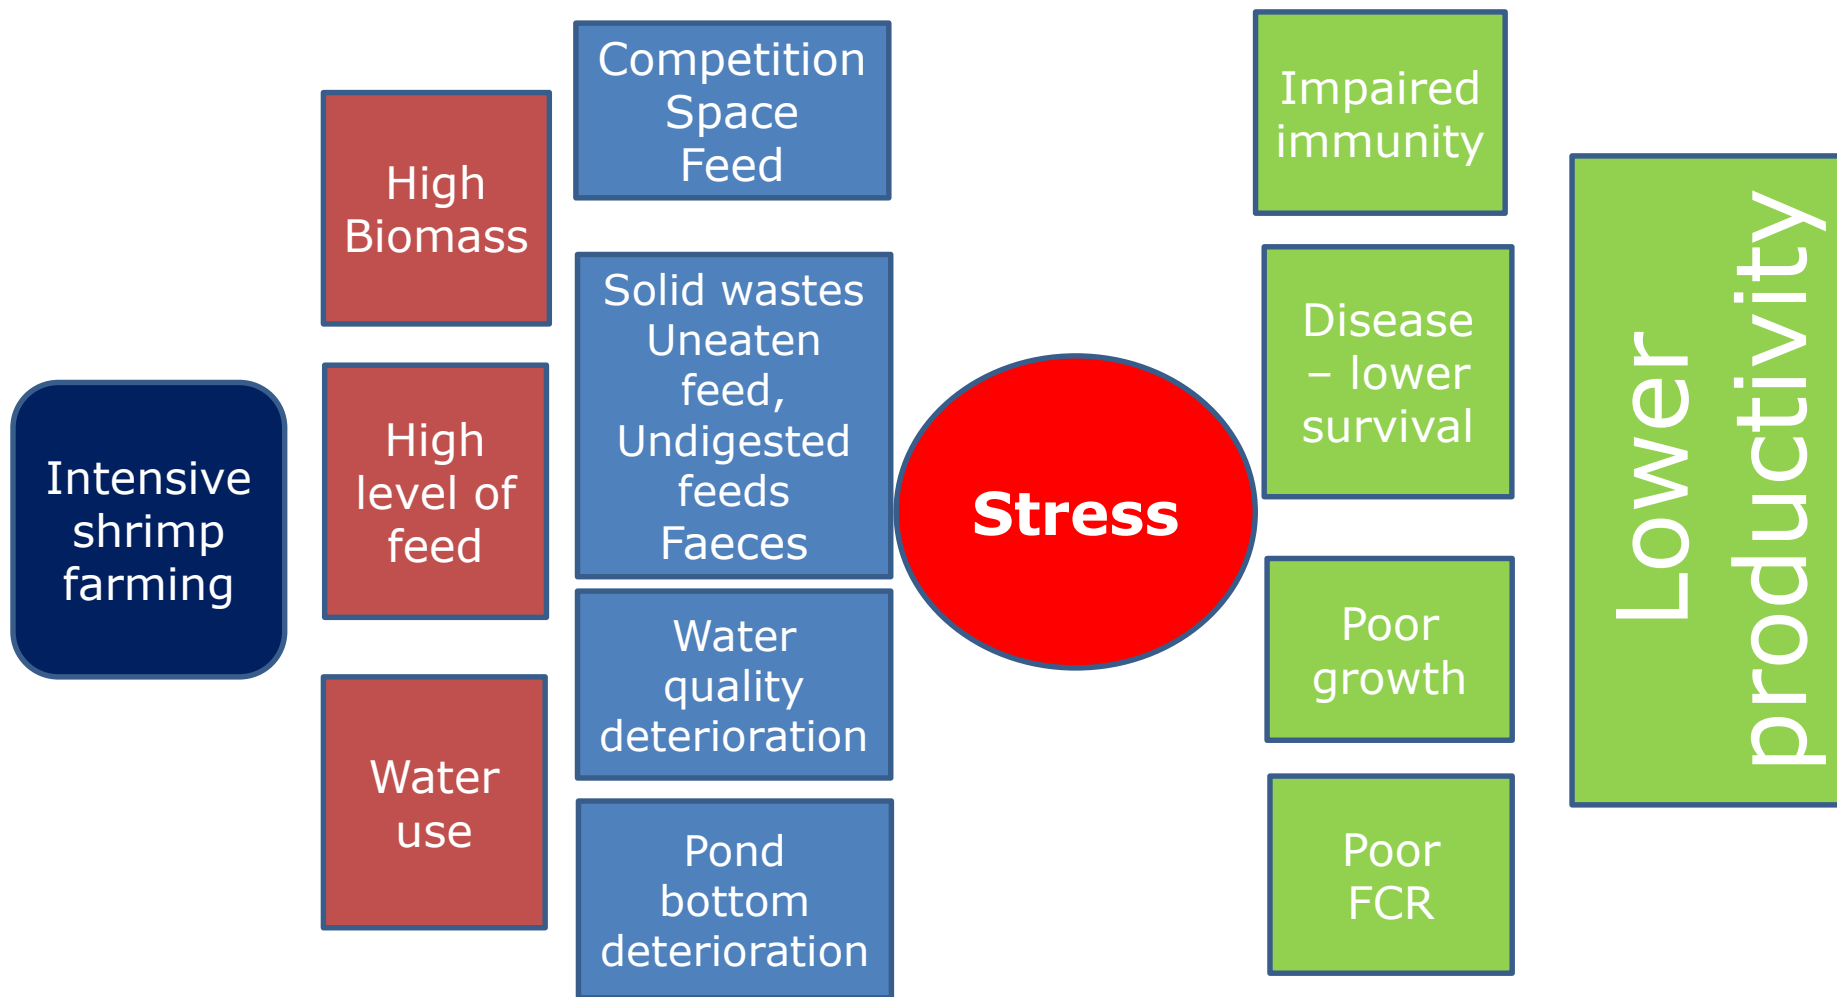 Intensive
shrimp
farming
High
Biomass
High
level of
feed
Water
use
Competition
Space
Feed
Solid wastes
Uneaten
feed,
Undigested
feeds
Faeces
Water
quality
deterioration
Pond
bottom
deterioration
Stress
Impaired
immunity
Disease
– lower
survival
Poor
growth
Poor
FCR
Lower
productivity